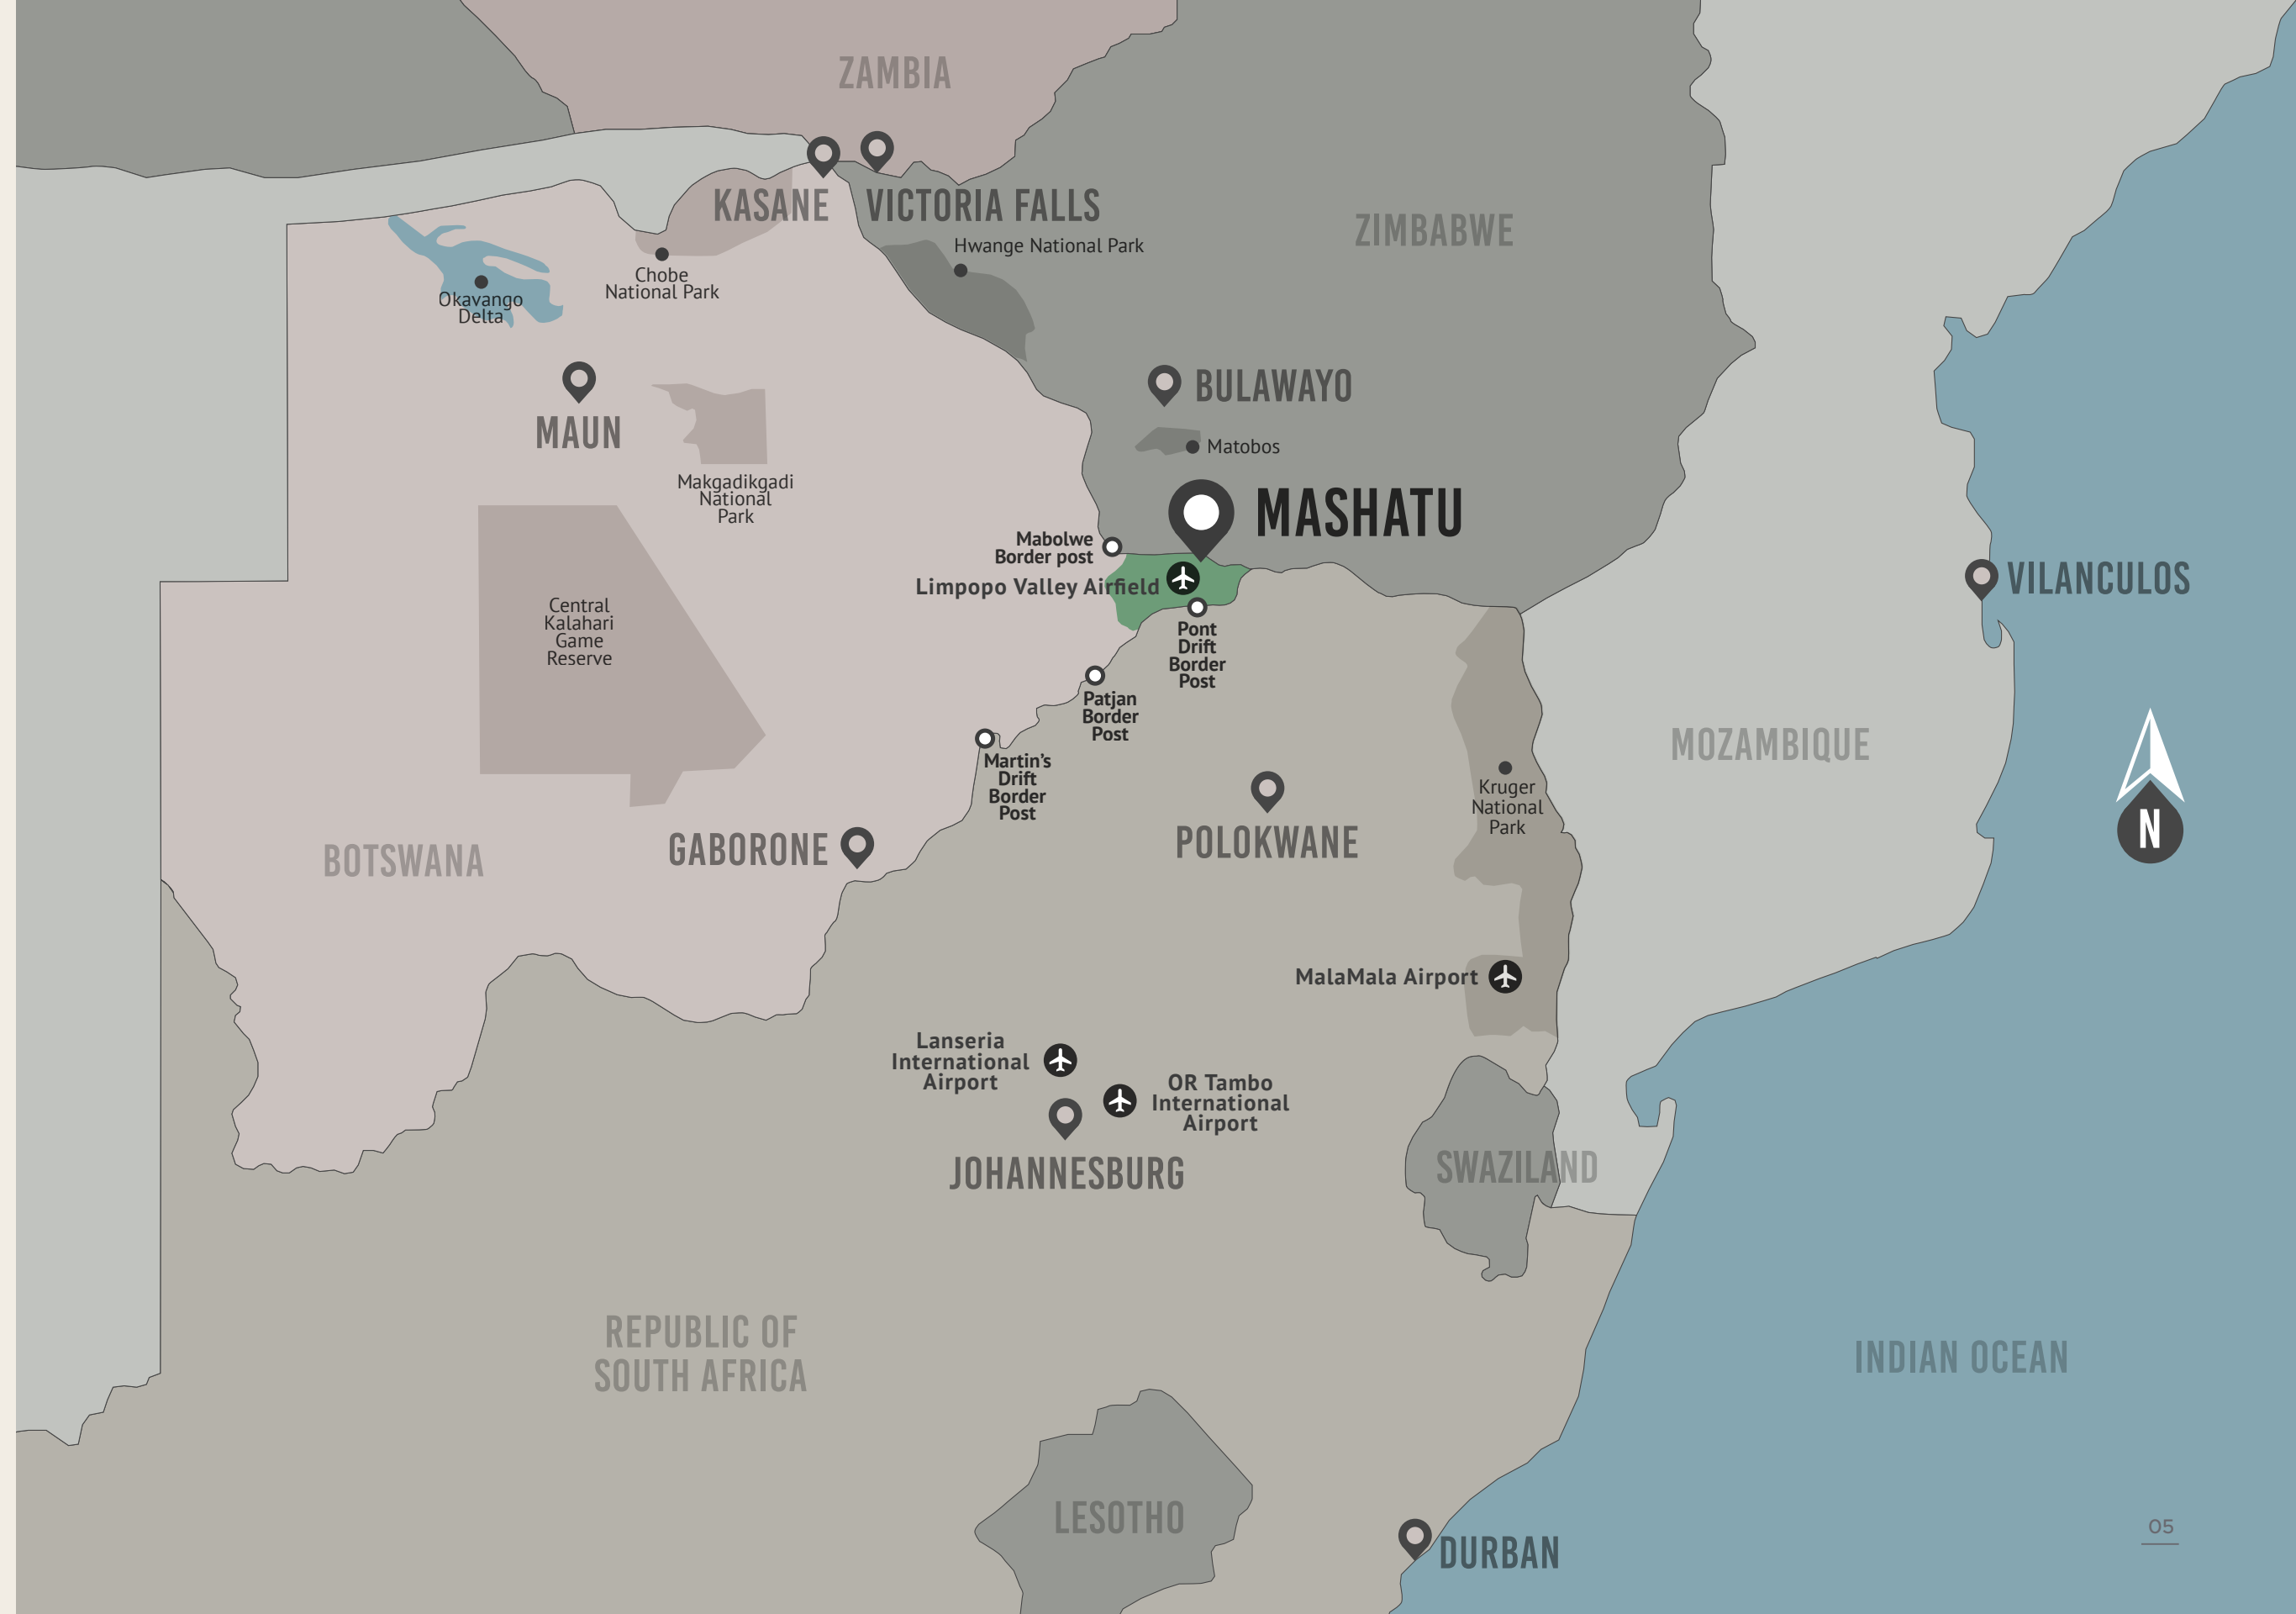 ZAMBIA
KASANE
VICTORIA FALLS
ZIMBABWE
Hwange National Park
Chobe
National Park
Okavango
Delta
BULAWAYO
MAUN
Matobos
Makgadikgadi
National
Park
MASHATU
Mabolwe
Border post
Limpopo Valley Airfield
VILANCULOS
Central
Kalahari
Game
Reserve
Pont
Drift
Border
Post
Patjan
Border
Post
MOZAMBIQUE
Martin's
Drift
Border
Post
Kruger
National
Park
N
POLOKWANE
GABORONE
BOTSWANA
MalaMala Airport
Lanseria
International
Airport
OR Tambo
International
Airport
JOHANNESBURG
SWAZILAND
REPUBLIC OF
SOUTH AFRICA
INDIAN OCEAN
LESOTHO
DURBAN
05